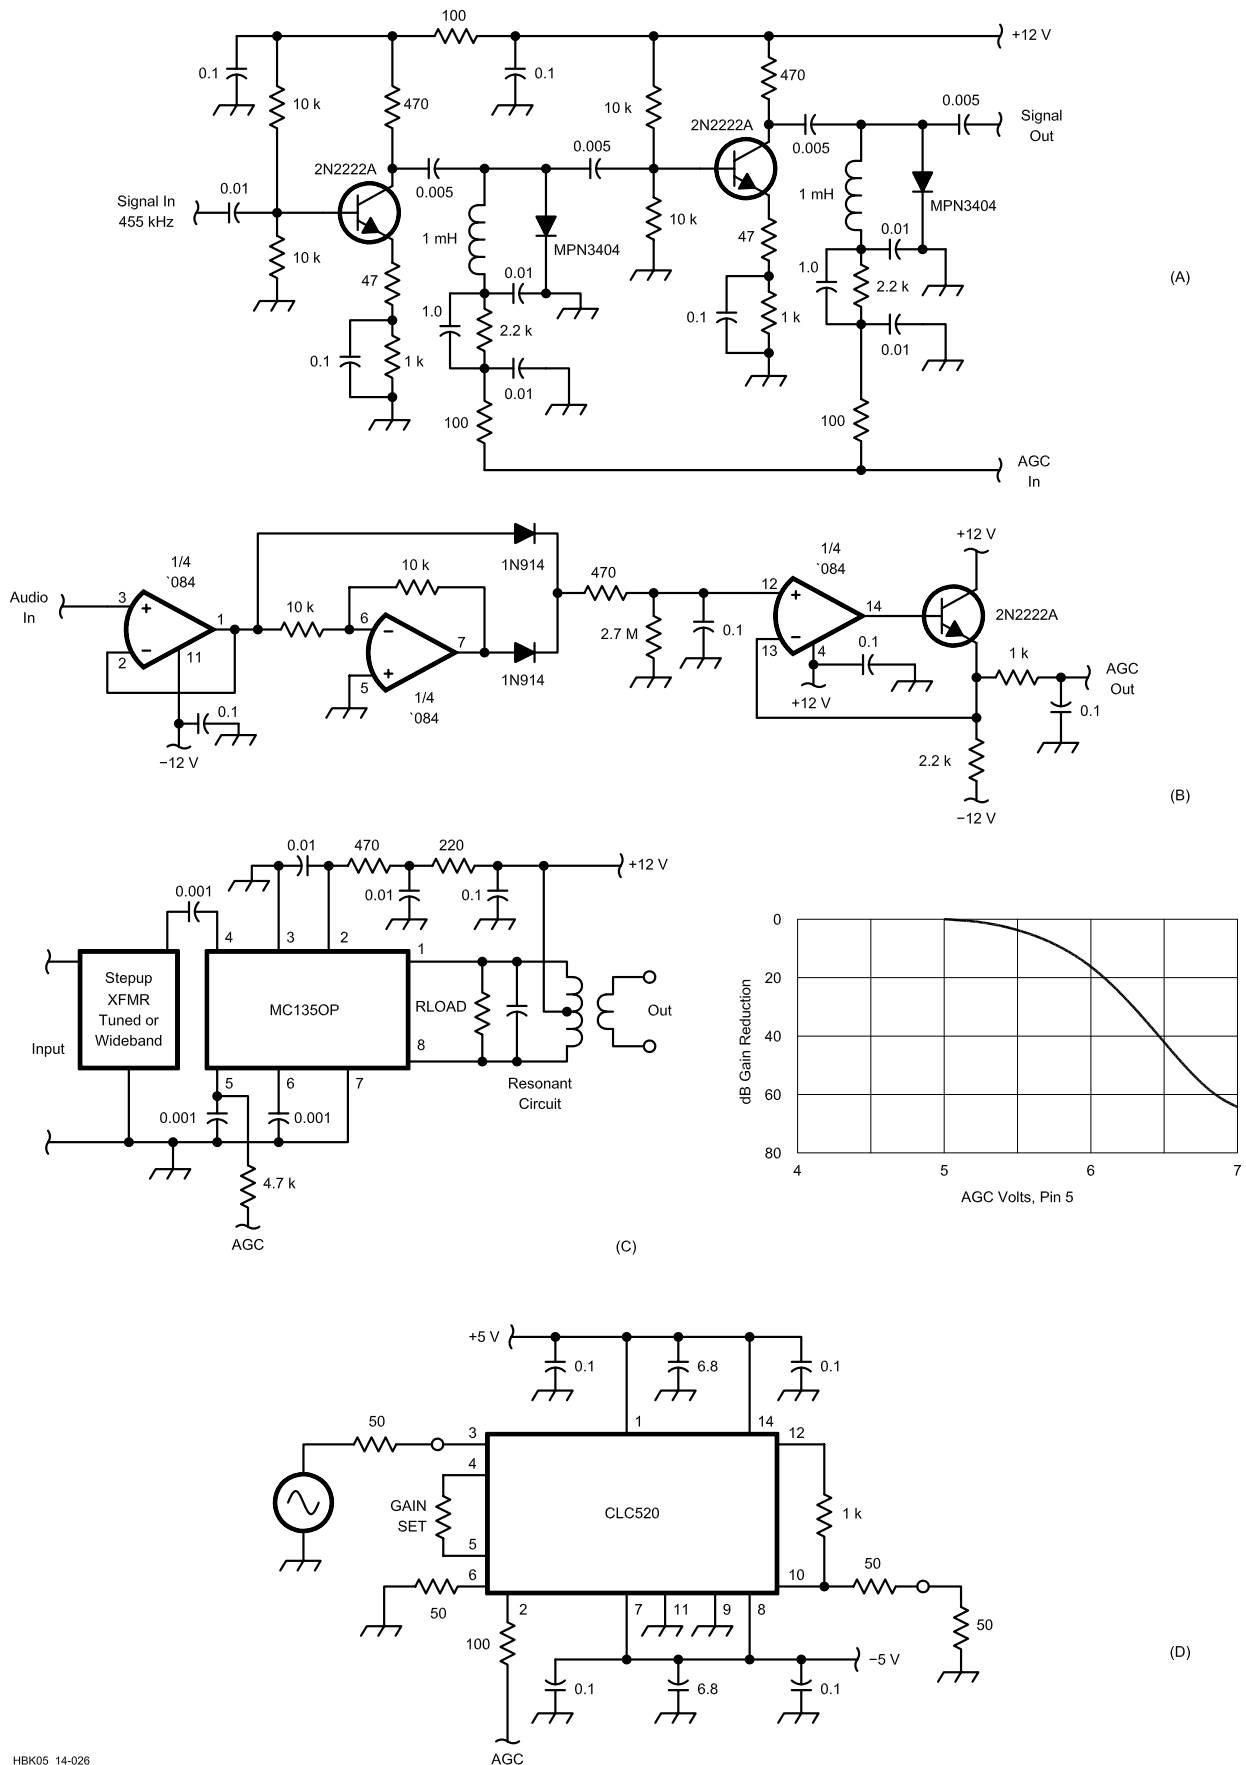 100
+12 V
0.1
10 k
470
0.1
10 k
470
0.005
Signal
Out
2N2222A
2N2222A
0.005
0.005
0.005
Signal In
455 kHz
0.01
1 mH
MPN3404
10 k
1 mH
MPN3404
10 k
47
0.01
47
0.01
1.0
2.2 k
(A)
1.0
2.2 k
0.1
1 k
0.01
0.1
1 k
0.01
100
100
AGC
In
+12 V
1/4
`084
1N914
1/4
`084
Audio
In
3
2
1
11
+
−
10 k
10 k
6
5
7
−
+
1/4
`084
1N914
470
2.7 M
0.1
12
13
14
4
+
−
0.1
+12 V
2N2222A
1 k
AGC
Out
0.1
0.1
−12 V
2.2 k
−12 V
(B)
0.01
470
220
+12 V
0.001
0.01
0.1
4
3
2
1
Stepup
XFMR
Tuned or
Wideband
MC135OP
RLOAD
Out
Input
8
5
6
7
Resonant
Circuit
0.001
0.001
4.7 k
AGC
(C)
0
20
40
60
80
dB Gain Reduction
4
5
6
7
AGC Volts, Pin 5
+5 V
0.1
6.8
0.1
50
3
1
14
12
4
GAIN
SET
CLC520
1 k
5
6
10
50
50
2
7
11
9
8
50
100
−5 V
(D)
0.1
6.8
0.1
AGC
HBK05 14-026